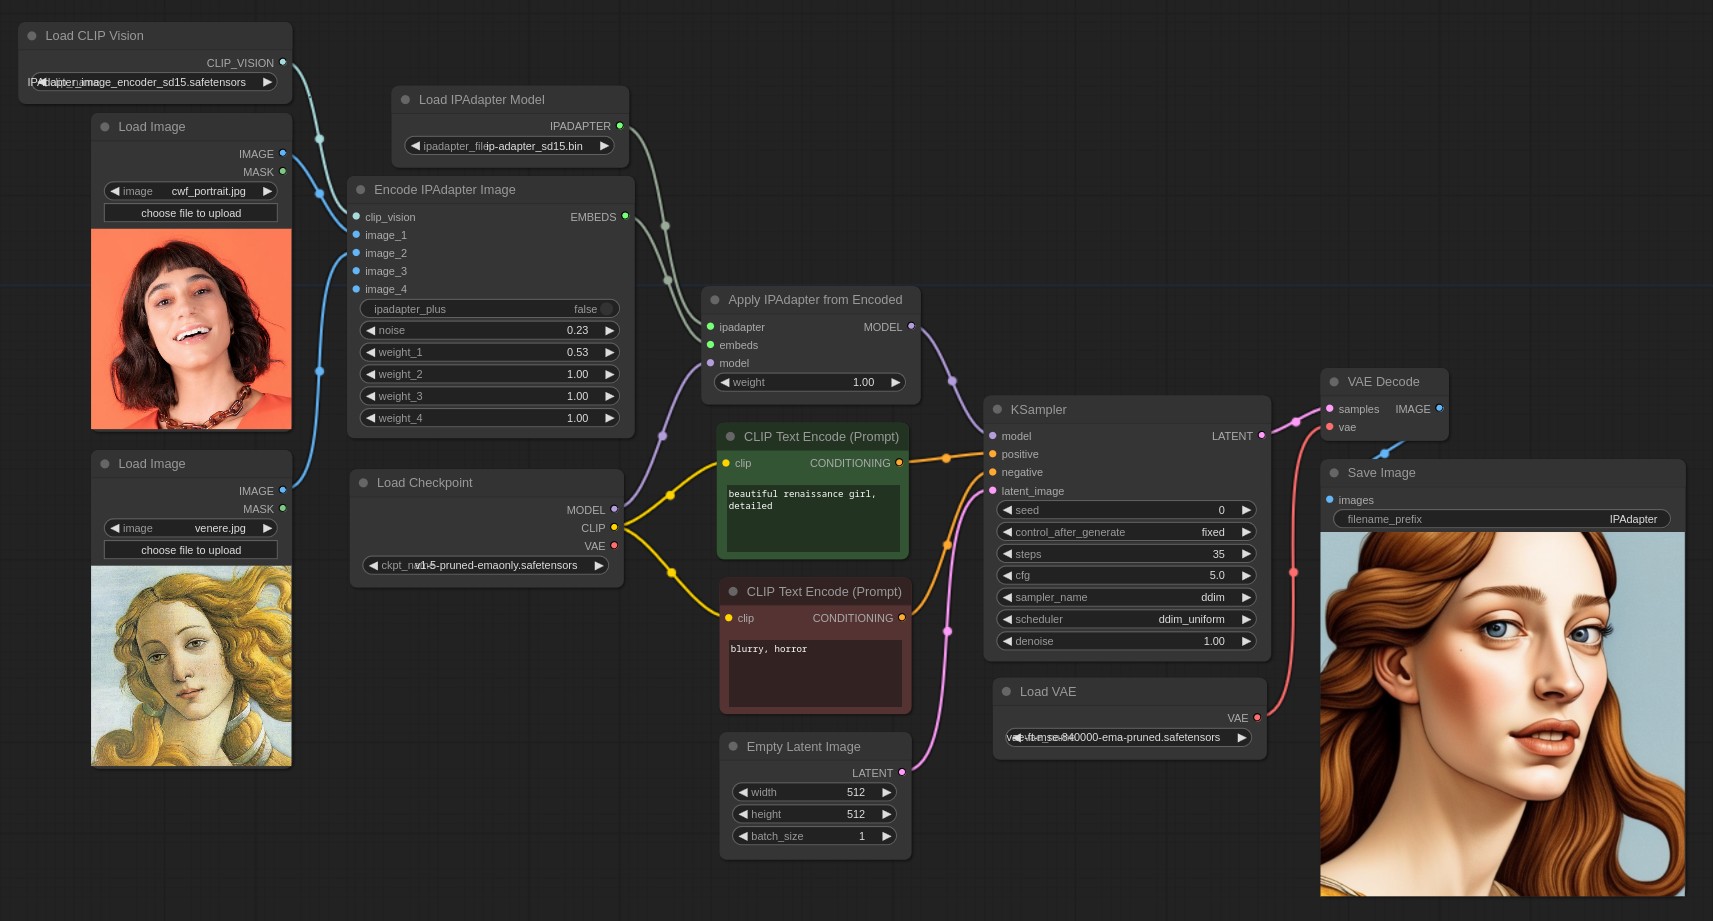 Load CLIP Vision
CLIP_VISION
IPAdapter_image_encoder_sd15.safetensors
Load Image
IMAGE
MASK
image cwf_portrait.jpg
choose file to upload
Load Image
IMAGE
MASK
image venere.jpg
choose file to upload
Load IPAdapter Model
IPADAPTER
ipadapter_file ip-adapter_sd15.bin
Encode IPAdapter Image
clip_vision EMBEDS
image_1
image_2
image_3
image_4
ipadapter_plus false
noise 0.23
weight_1 0.53
weight_2 1.00
weight_3 1.00
weight_4 1.00
Load Checkpoint
MODEL
CLIP
VAE
ckpt_name v1-5-pruned-emaonly.safetensors
Apply IPAdapter from Encoded
ipadapter MODEL
embeds
model
weight 1.00
CLIP Text Encode (Prompt)
clip CONDITIONING
beautiful renaissance girl,
detailed
CLIP Text Encode (Prompt)
clip CONDITIONING
blurry, horror
Empty Latent Image
LATENT
width 512
height 512
batch_size 1
KSampler
model LATENT
positive
negative
latent_image
seed 0
control_after_generate fixed
steps 35
cfg 5.0
sampler_name ddim
scheduler ddim_uniform
denoise 1.00
Load VAE
VAE
vae-ft-mse-840000-ema-pruned.safetensors
VAE Decode
samples IMAGE
vae
Save Image
images
filename_prefix IPAdapter